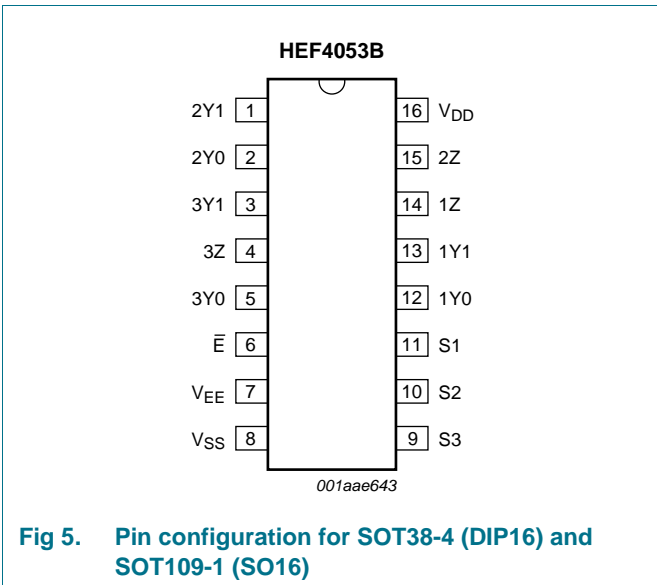 HEF4053B
2Y1 1 16 VDD
2Y0 2 15 2Z
3Y1 3 14 1Z
3Z 4 13 1Y1
3Y0 5 12 1Y0
E̅ 6 11 S1
VEE 7 10 S2
VSS 8 9 S3
001aae643
Fig 5. Pin configuration for SOT38-4 (DIP16) and
SOT109-1 (SO16)